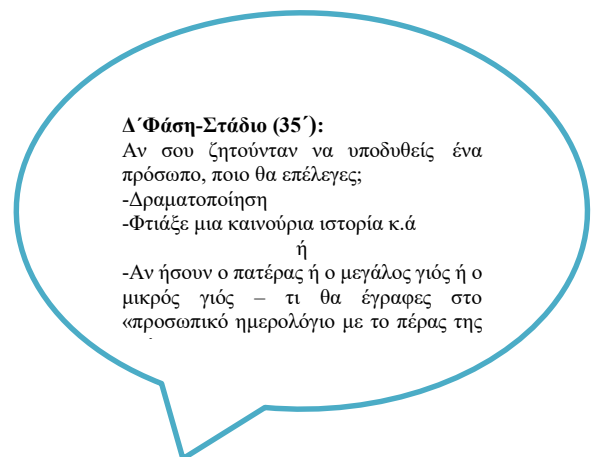 Δ΄Φάση-Στάδιο (35΄):
Αν σου ζητούνταν να υποδυθείς ένα
πρόσωπο, ποιο θα επέλεγες;
-Δραματοποίηση
-Φτιάξε μια καινούρια ιστορία κ.ά
ή
-Αν ήσουν ο πατέρας ή ο μεγάλος γιός ή ο
μικρός γιός – τι θα έγραφες στο
«προσωπικό ημερολόγιο με το πέρας της